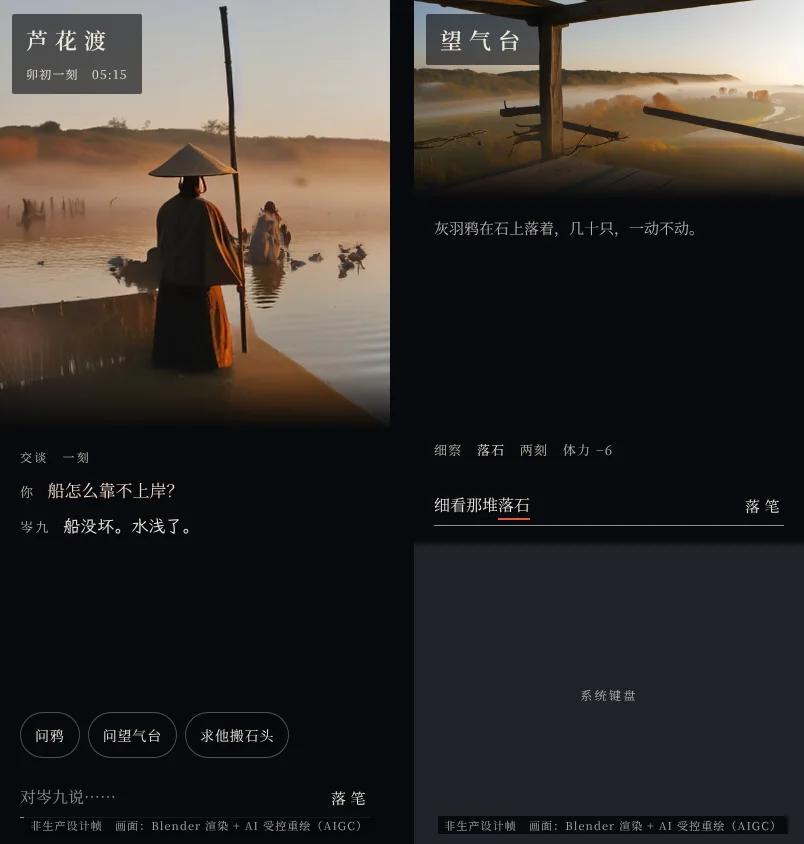 芦花渡
卯初一刻 05:15
交谈 一刻
你 船怎么靠不上岸？
岑九 船没坏。水浅了。
问鸦 问望气台 求他搬石头
对岑九说…… 落笔
非生产设计帧 画面：Blender 渲染 + AI 受控重绘（AIGC）
望气台
灰羽鸦在石上落着，几十只，一动不动。
细察 落石 两刻 体力 −6
细看那堆落石 落笔
系统键盘
非生产设计帧 画面：Blender 渲染 + AI 受控重绘（AIGC）